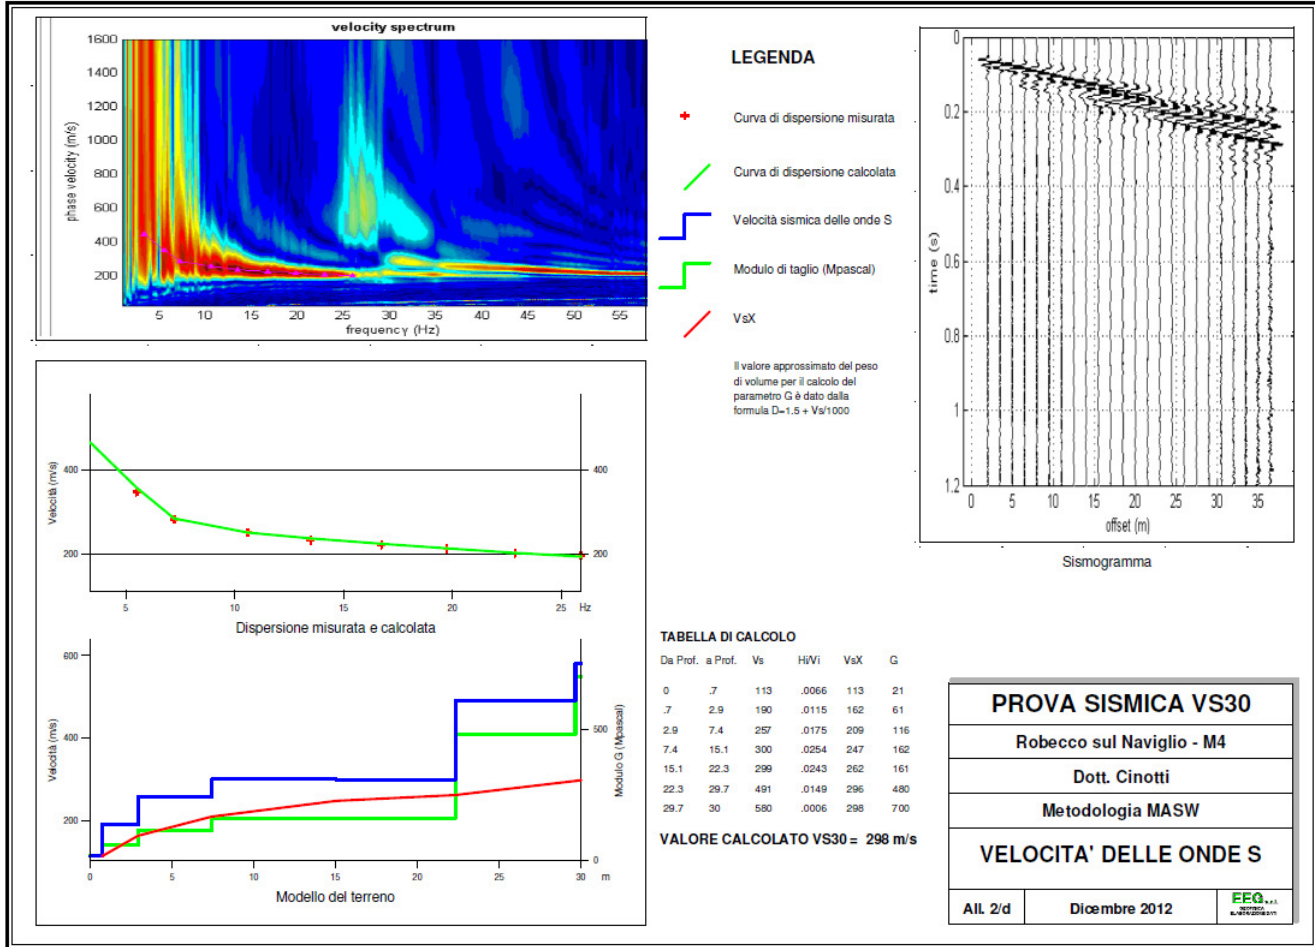 velocity spectrum
1600
1400
1200
1000
800
600
400
200
phase velocity (m/s)
5 10 15 20 25 30 35 40 45 50 55
frequency (Hz)
LEGENDA
Curva di dispersione misurata
Curva di dispersione calcolata
Velocità sismica delle onde S
Modulo di taglio (Mpascal)
VsX
Il valore approssimato del peso
di volume per il calcolo del
parametro G è dato dalla
formula D=1.5 + Vs/1000
0
0.2
0.4
0.6
0.8
1
1.2
time (s)
0 5 10 15 20 25 30 35
offset (m)
Sismogramma
Velocità (m/s)
400 400
200 200
5 10 15 20 25 Hz
Dispersione misurata e calcolata
600
400
200
Velocità (m/s)
500
0
Modulo G (Mpascal)
0 5 10 15 20 25 30 m
Modello del terreno
TABELLA DI CALCOLO
Da Prof. a Prof. Vs Hi/Vi VsX G
0 .7 113 .0066 113 21
.7 2.9 190 .0115 162 61
2.9 7.4 257 .0175 209 116
7.4 15.1 300 .0254 247 162
15.1 22.3 299 .0243 262 161
22.3 29.7 491 .0149 296 480
29.7 30 580 .0006 298 700
VALORE CALCOLATO VS30 = 298 m/s
PROVA SISMICA VS30
Robecco sul Naviglio - M4
Dott. Cinotti
Metodologia MASW
VELOCITA' DELLE ONDE S
All. 2/d Dicembre 2012 EEG